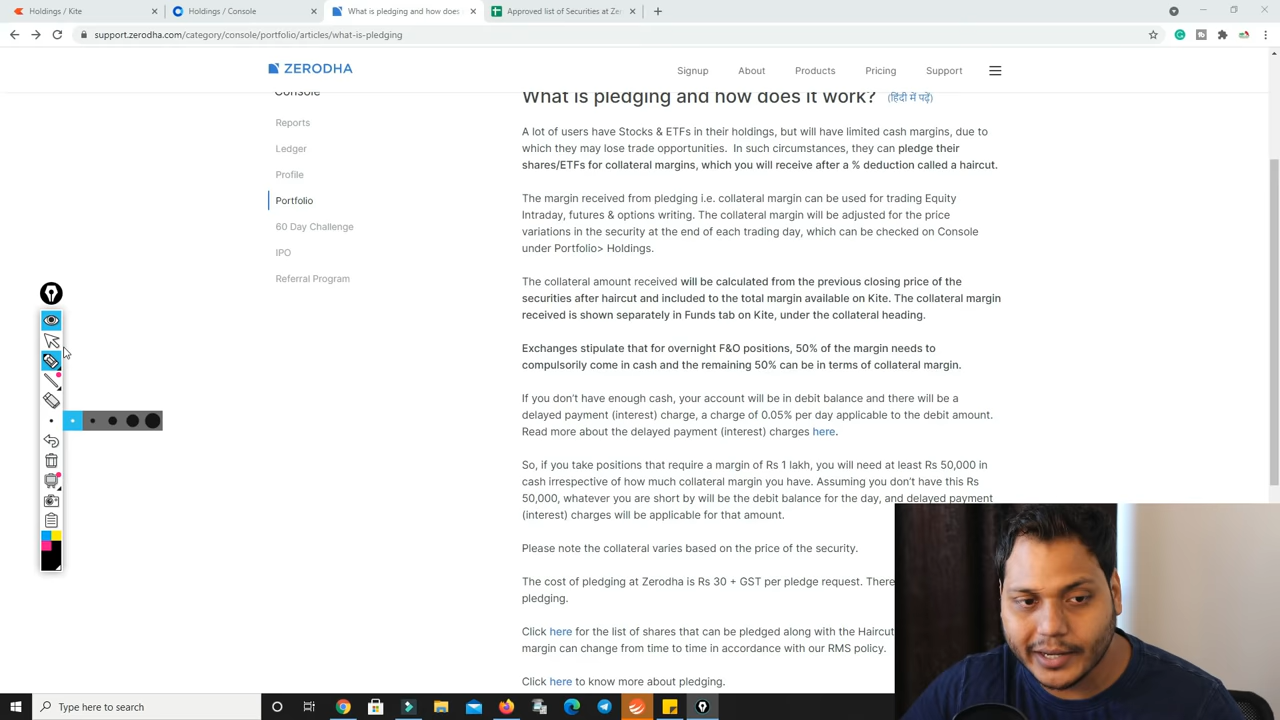 Holdings / Kite
Holdings / Console
What is pledging and how does
Approved list of Securities at Ze
support.zerodha.com/category/console/portfolio/articles/what-is-pledging
ZERODHA
Signup
About
Products
Pricing
Support
Console
Reports
Ledger
Profile
Portfolio
60 Day Challenge
IPO
Referral Program
What is pledging and how does it work? (हिंदी में पढ़ें)
A lot of users have Stocks & ETFs in their holdings, but will have limited cash margins, due to
which they may lose trade opportunities. In such circumstances, they can pledge their
shares/ETFs for collateral margins, which you will receive after a % deduction called a haircut.
The margin received from pledging i.e. collateral margin can be used for trading Equity
Intraday, futures & options writing. The collateral margin will be adjusted for the price
variations in the security at the end of each trading day, which can be checked on Console
under Portfolio> Holdings.
The collateral amount received will be calculated from the previous closing price of the
securities after haircut and included to the total margin available on Kite. The collateral margin
received is shown separately in Funds tab on Kite, under the collateral heading.
Exchanges stipulate that for overnight F&O positions, 50% of the margin needs to
compulsorily come in cash and the remaining 50% can be in terms of collateral margin.
If you don't have enough cash, your account will be in debit balance and there will be a
delayed payment (interest) charge, a charge of 0.05% per day applicable to the debit amount.
Read more about the delayed payment (interest) charges here.
So, if you take positions that require a margin of Rs 1 lakh, you will need at least Rs 50,000 in
cash irrespective of how much collateral margin you have. Assuming you don't have this Rs
50,000, whatever you are short by will be the debit balance for the day, and delayed payment
(interest) charges will be applicable for that amount.
Please note the collateral varies based on the price of the security.
The cost of pledging at Zerodha is Rs 30 + GST per pledge request. There
pledging.
Click here for the list of shares that can be pledged along with the Haircut
margin can change from time to time in accordance with our RMS policy.
Click here to know more about pledging.
Type here to search